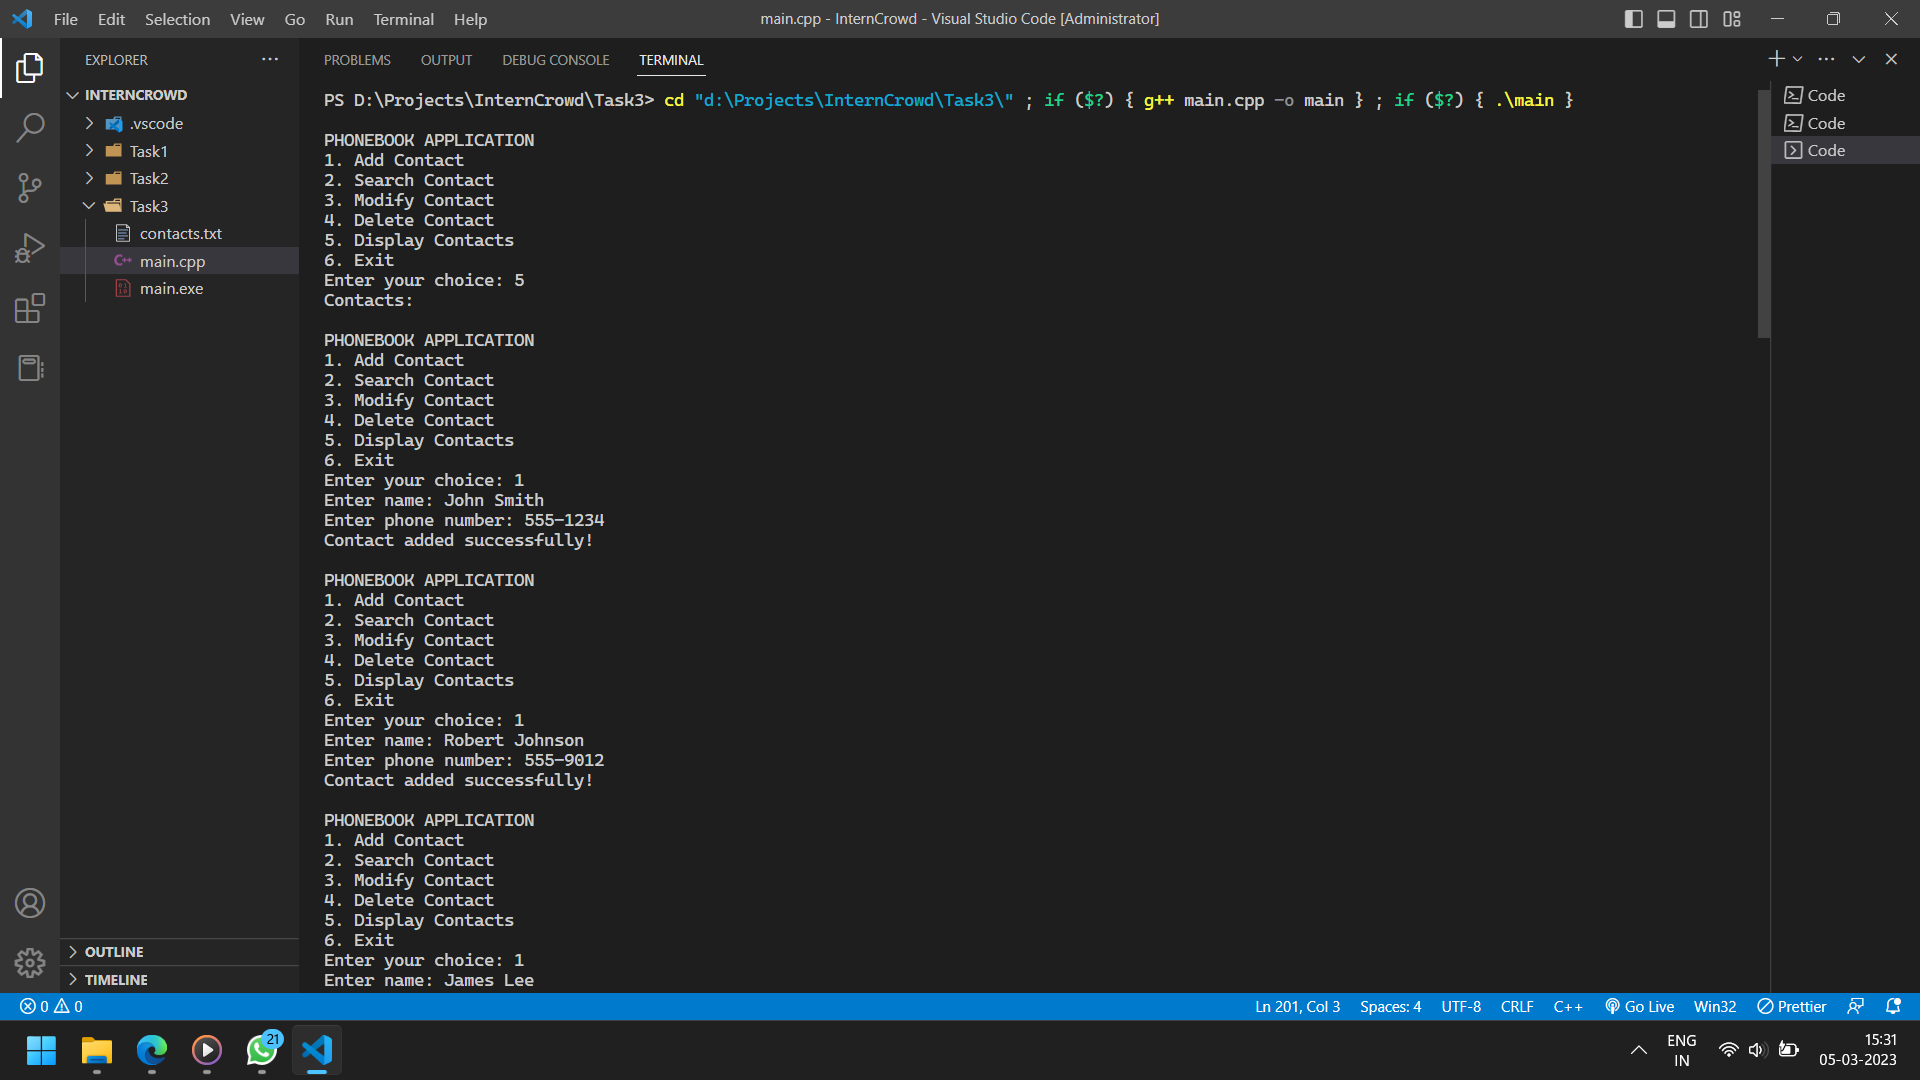 File Edit Selection View Go Run Terminal Help
main.cpp - InternCrowd - Visual Studio Code [Administrator]
EXPLORER
INTERNCROWD
.vscode
Task1
Task2
Task3
contacts.txt
main.cpp
main.exe
OUTLINE
TIMELINE
PROBLEMS OUTPUT DEBUG CONSOLE TERMINAL
PS D:\Projects\InternCrowd\Task3> cd "d:\Projects\InternCrowd\Task3\" ; if ($?) { g++ main.cpp -o main } ; if ($?) { .\main }
PHONEBOOK APPLICATION
1. Add Contact
2. Search Contact
3. Modify Contact
4. Delete Contact
5. Display Contacts
6. Exit
Enter your choice: 5
Contacts:
PHONEBOOK APPLICATION
1. Add Contact
2. Search Contact
3. Modify Contact
4. Delete Contact
5. Display Contacts
6. Exit
Enter your choice: 1
Enter name: John Smith
Enter phone number: 555-1234
Contact added successfully!
PHONEBOOK APPLICATION
1. Add Contact
2. Search Contact
3. Modify Contact
4. Delete Contact
5. Display Contacts
6. Exit
Enter your choice: 1
Enter name: Robert Johnson
Enter phone number: 555-9012
Contact added successfully!
PHONEBOOK APPLICATION
1. Add Contact
2. Search Contact
3. Modify Contact
4. Delete Contact
5. Display Contacts
6. Exit
Enter your choice: 1
Enter name: James Lee
Code
Code
Code
0 0
Ln 201, Col 3 Spaces: 4 UTF-8 CRLF C++ Go Live Win32 Prettier
21
ENG
IN
15:31
05-03-2023